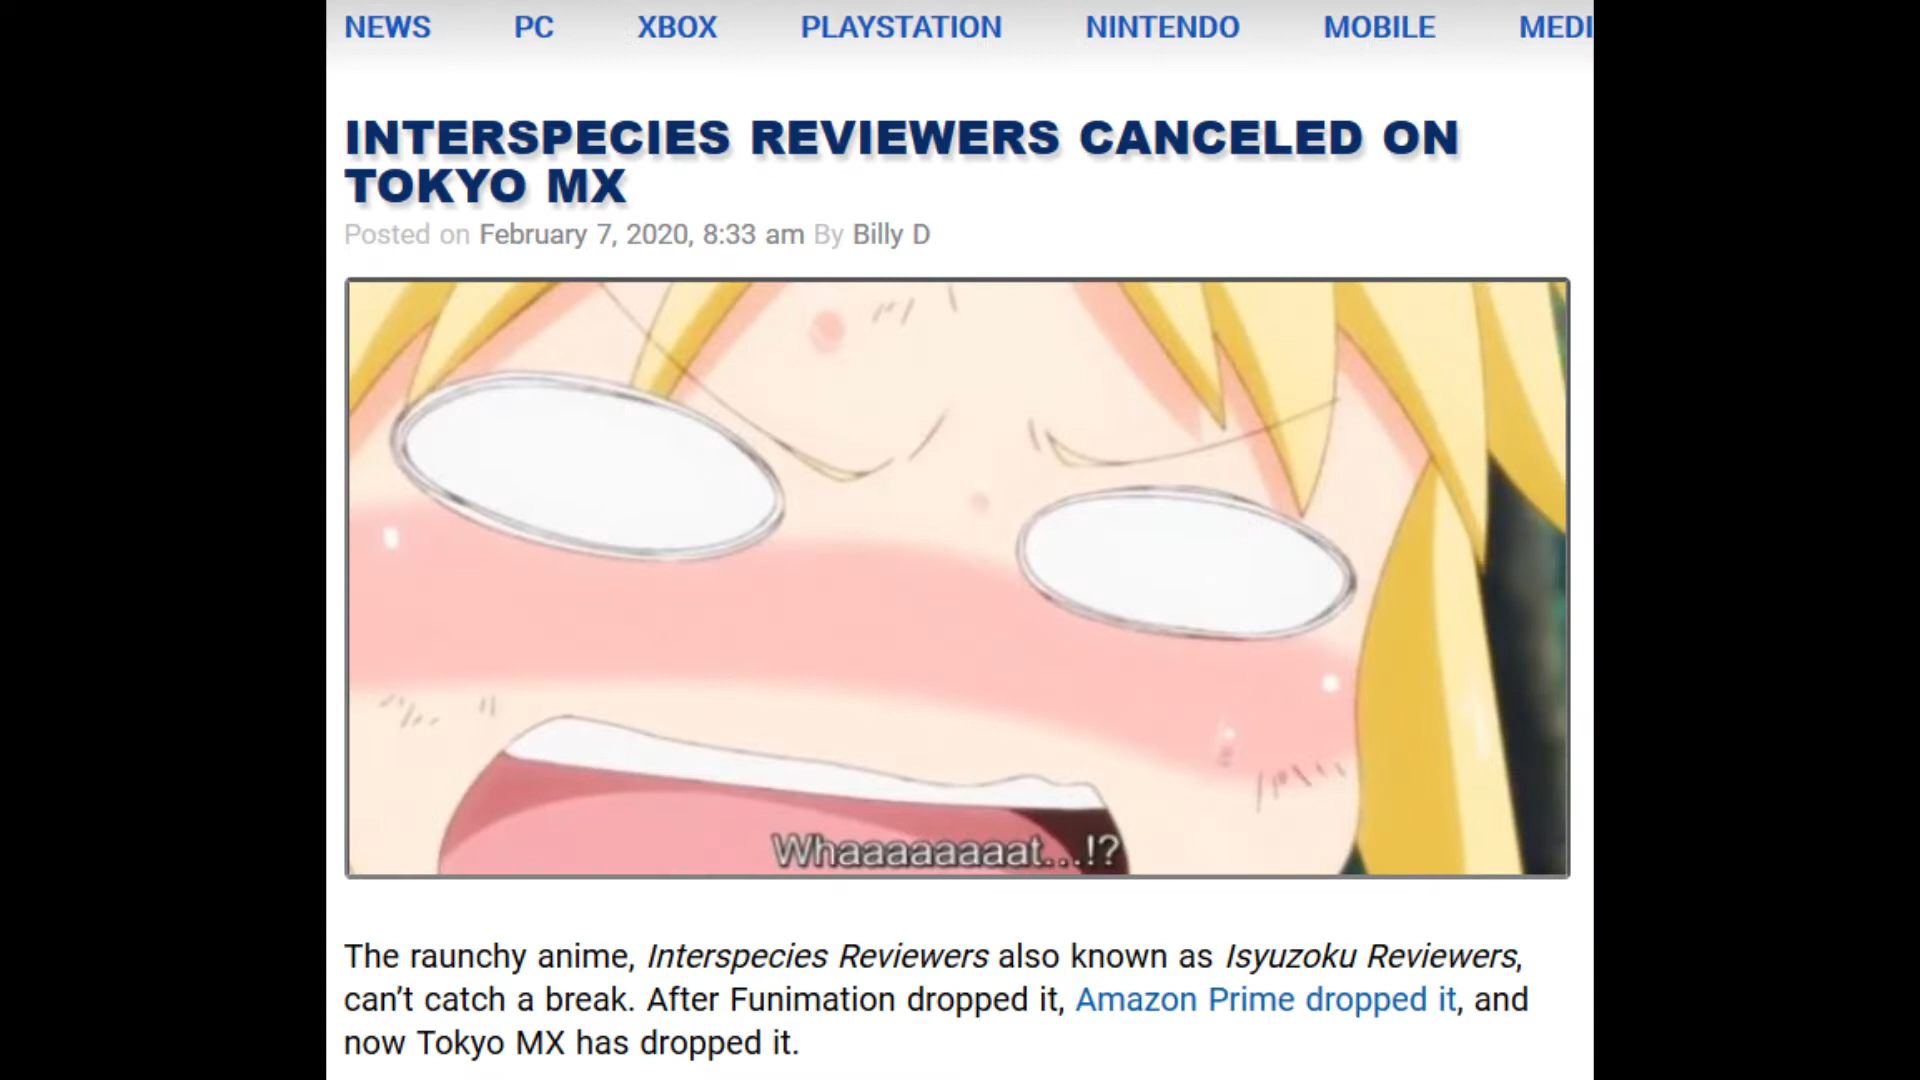 NEWS PC XBOX PLAYSTATION NINTENDO MOBILE MEDI
INTERSPECIES REVIEWERS CANCELED ON
TOKYO MX
Posted on February 7, 2020, 8:33 am By Billy D
Whaaaaaaaat...!?
The raunchy anime, Interspecies Reviewers also known as Isyuzoku Reviewers,
can't catch a break. After Funimation dropped it, Amazon Prime dropped it, and
now Tokyo MX has dropped it.